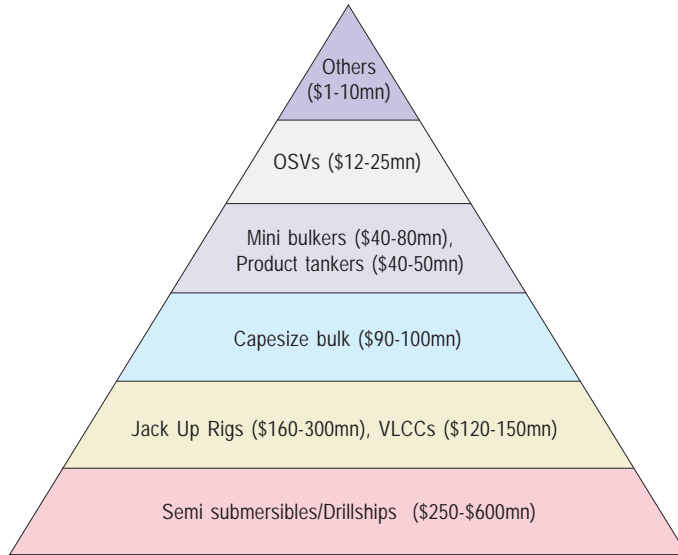 Others
($1-10mn)
OSVs ($12-25mn)
Mini bulkers ($40-80mn),
Product tankers ($40-50mn)
Capesize bulk ($90-100mn)
Jack Up Rigs ($160-300mn), VLCCs ($120-150mn)
Semi submersibles/Drillships ($250-$600mn)